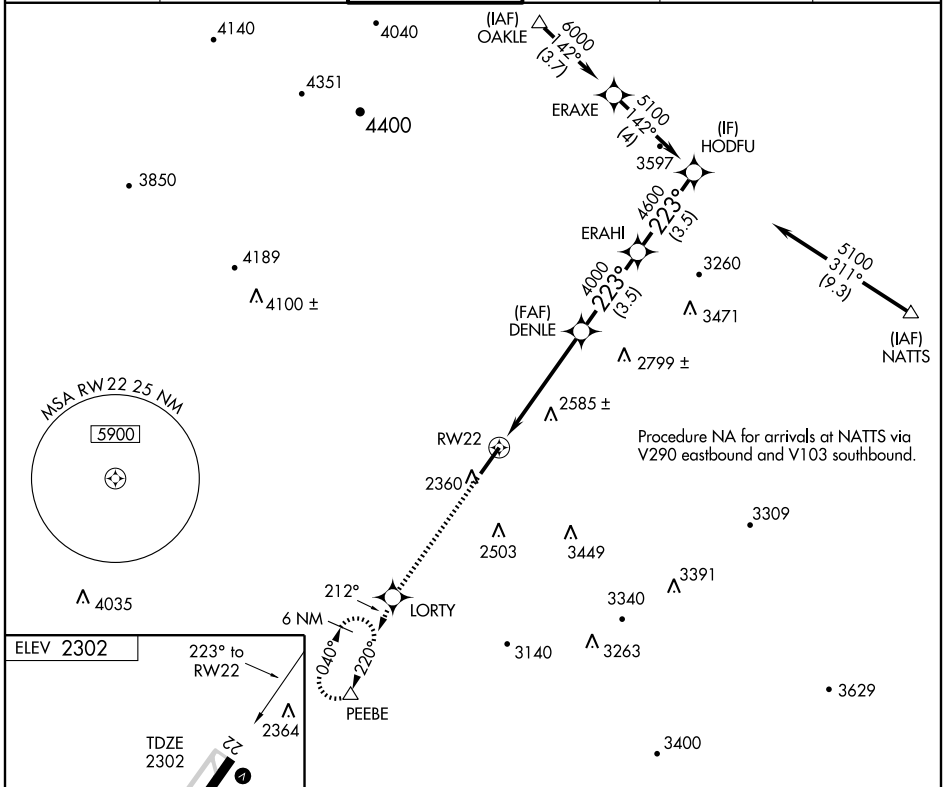 4140
4040
(IAF)
OAKLE
6000
142°
(3.7)
4351
4400
ERAXE
5100
142°
(4)
3597
(IF)
HODFU
3850
4600
223°
(3.5)
ERAHI
4189
4100 ±
4000
223°
(3.5)
3260
3471
5100
311°
(9.3)
(IAF)
NATTS
(FAF)
DENLE
2799 ±
MSA RW22 25 NM
5900
2585 ±
RW22
Procedure NA for arrivals at NATTS via
V290 eastbound and V103 southbound.
2360
2503
3449
3309
4035
212°
LORTY
3391
3340
6 NM
040°
220°
3140
3263
PEEBE
3629
3400
ELEV 2302
223° to
RW22
2364
TDZE
2302
22
V